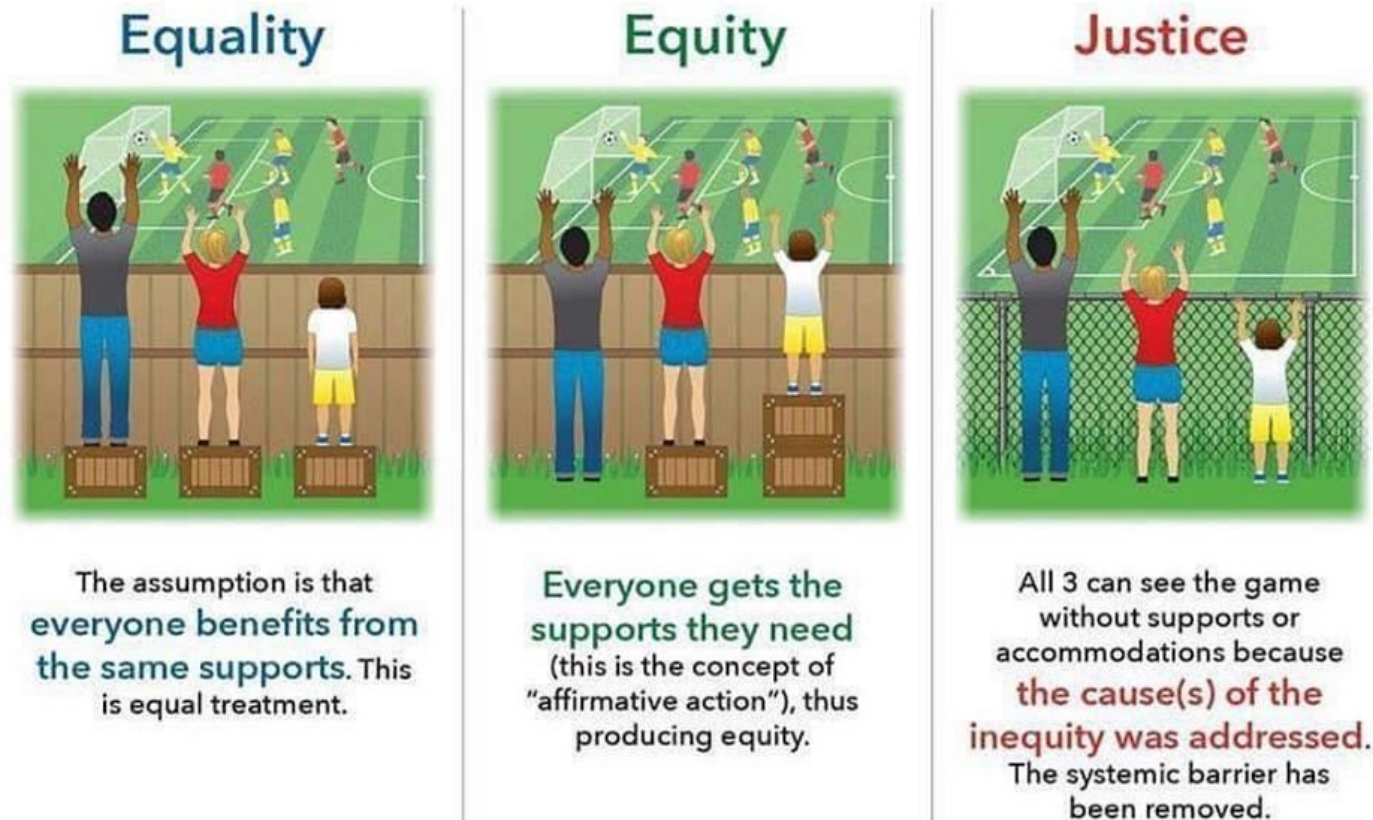 Equality
The assumption is that
everyone benefits from
the same supports. This
is equal treatment.
Equity
Everyone gets the
supports they need
(this is the concept of
"affirmative action"), thus
producing equity.
Justice
All 3 can see the game
without supports or
accommodations because
the cause(s) of the
inequity was addressed.
The systemic barrier has
been removed.